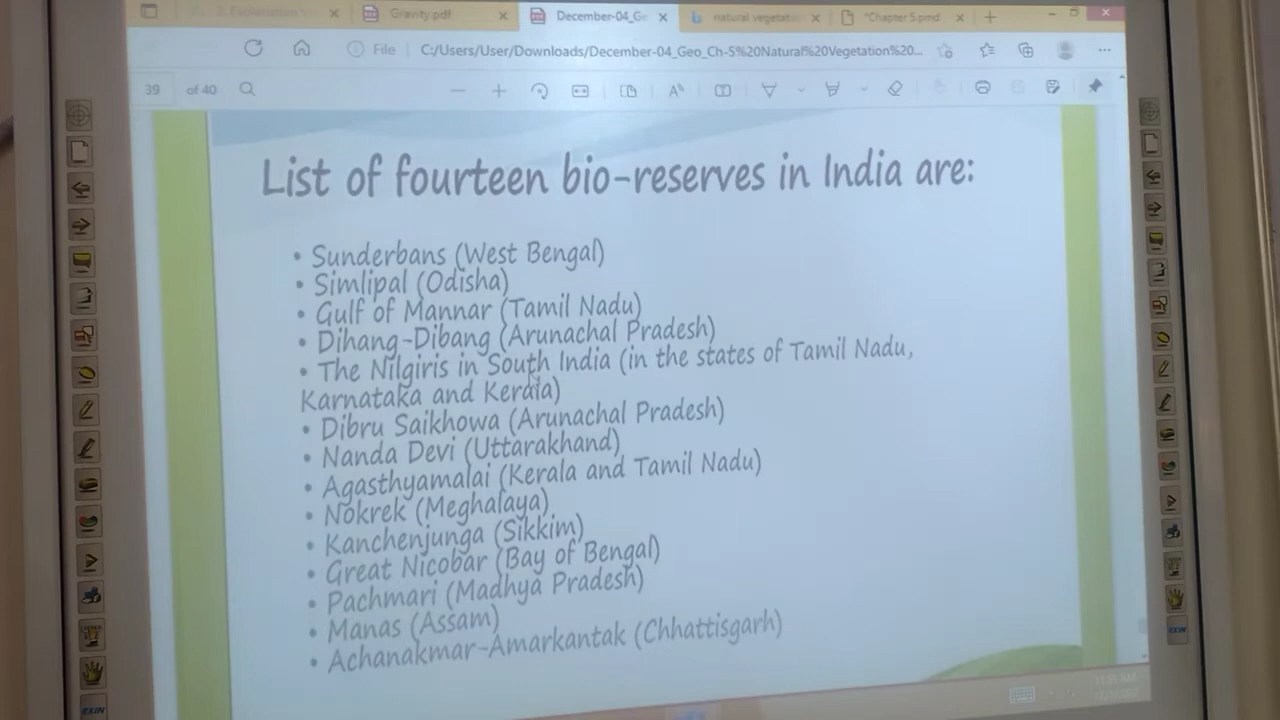 7. Explanation
Gravity.pdf
December-04_Ge
natural vegetati
*Chapter 5.pmd
File
C:/Users/User/Downloads/December-04_Geo_Ch-5%20Natural%20Vegetation%20...
39 of 40
List of fourteen bio-reserves in India are:
• Sunderbans (West Bengal)
• Simlipal (Odisha)
• Gulf of Mannar (Tamil Nadu)
• Dihang-Dibang (Arunachal Pradesh)
• The Nilgiris in South India (in the states of Tamil Nadu,
Karnataka and Kerala)
• Dibru Saikhowa (Arunachal Pradesh)
• Nanda Devi (Uttarakhand)
• Agasthyamalai (Kerala and Tamil Nadu)
• Nokrek (Meghalaya)
• Kanchenjunga (Sikkim)
• Great Nicobar (Bay of Bengal)
• Pachmari (Madhya Pradesh)
• Manas (Assam)
• Achanakmar-Amarkantak (Chhattisgarh)
EKIN
EKIN